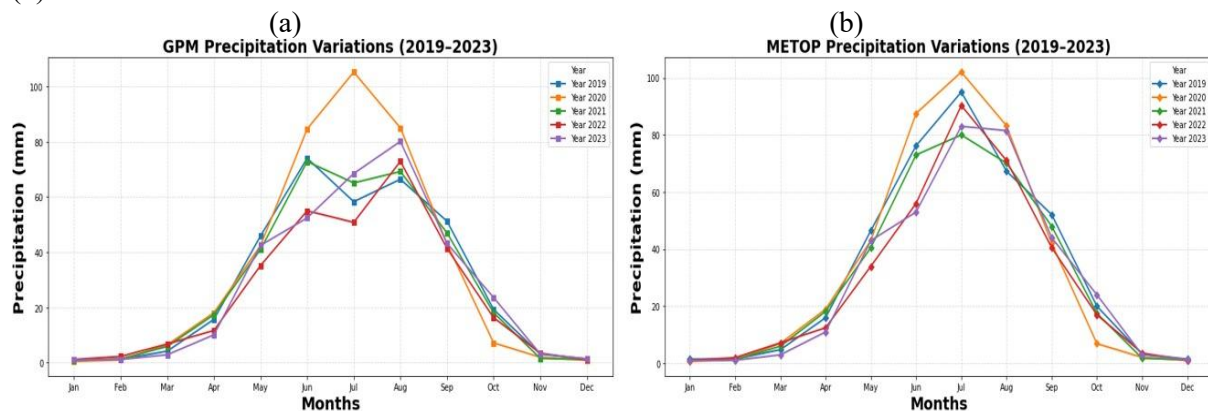 (a)
(b)
GPM Precipitation Variations (2019–2023)
Precipitation (mm)
100
80
60
40
20
0
Year
Year 2019
Year 2020
Year 2021
Year 2022
Year 2023
Jan Feb Mar Apr May Jun Jul Aug Sep Oct Nov Dec
Months
METOP Precipitation Variations (2019–2023)
Precipitation (mm)
100
80
60
40
20
0
Year
Year 2019
Year 2020
Year 2021
Year 2022
Year 2023
Jan Feb Mar Apr May Jun Jul Aug Sep Oct Nov Dec
Months